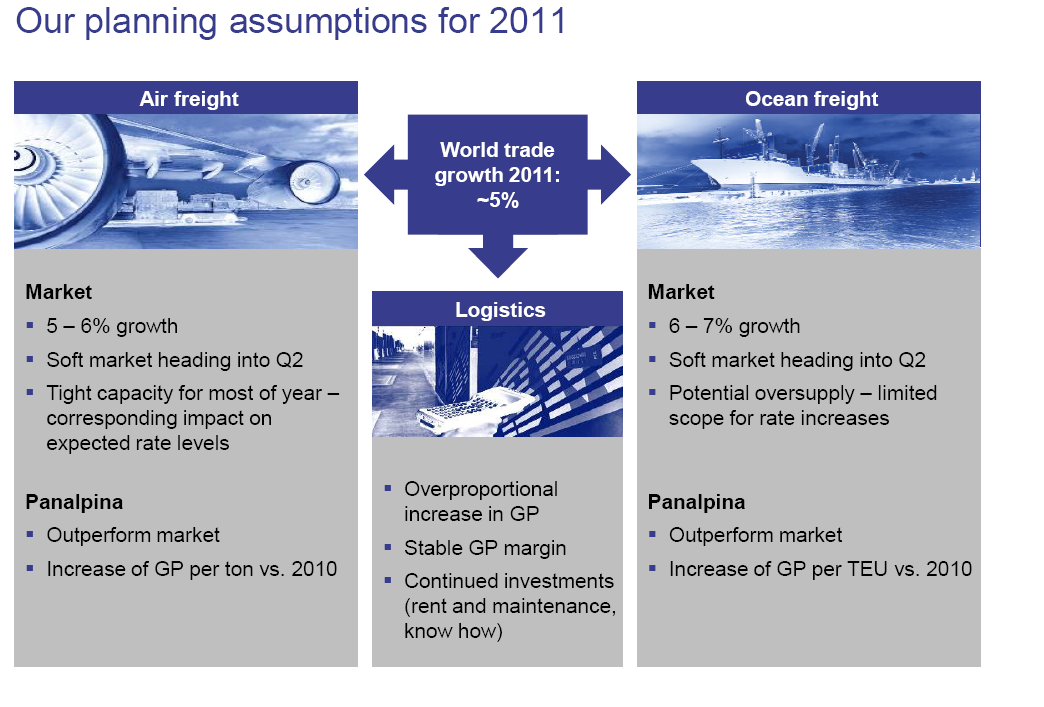 Our planning assumptions for 2011
Air freight
Market
▪ 5 – 6% growth
▪ Soft market heading into Q2
▪ Tight capacity for most of year –
corresponding impact on
expected rate levels
Panalpina
▪ Outperform market
▪ Increase of GP per ton vs. 2010
World trade
growth 2011:
~5%
Logistics
▪ Overproportional
increase in GP
▪ Stable GP margin
▪ Continued investments
(rent and maintenance,
know how)
Ocean freight
Market
▪ 6 – 7% growth
▪ Soft market heading into Q2
▪ Potential oversupply – limited
scope for rate increases
Panalpina
▪ Outperform market
▪ Increase of GP per TEU vs. 2010